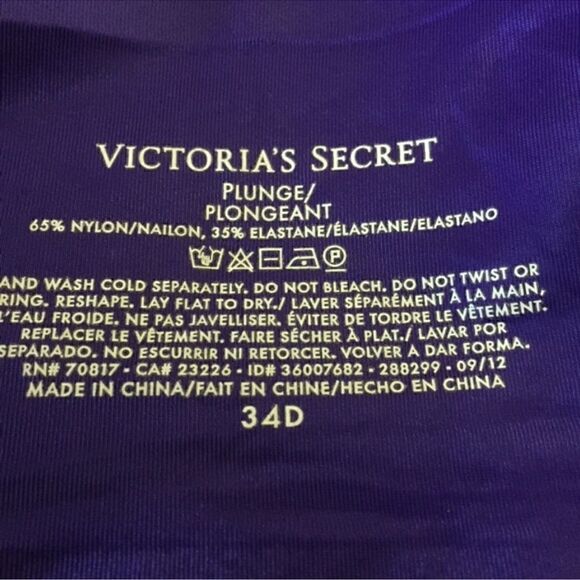 VICTORIA'S SECRET
PLUNGE/
PLONGEANT
65% NYLON/NAILON, 35% ELASTANE/ÉLASTANE/ELASTANO
AND WASH COLD SEPARATELY. DO NOT BLEACH. DO NOT TWIST OR
RING. RESHAPE. LAY FLAT TO DRY./ LAVER SÉPARÉMENT À LA MAIN,
L'EAU FROIDE. NE PAS JAVELLISER. ÉVITER DE TORDRE LE VÊTEMENT.
REPLACER LE VÊTEMENT. FAIRE SÉCHER À PLAT./ LAVAR POR
SEPARADO. NO ESCURRIR NI RETORCER. VOLVER A DAR FORMA.
RN# 70817 - CA# 23226 - ID# 36007682 - 288299 - 09/12
MADE IN CHINA/FAIT EN CHINE/HECHO EN CHINA
34D